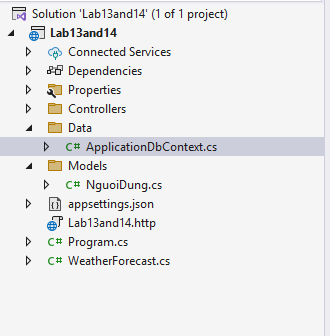 Solution 'Lab13and14' (1 of 1 project)
Lab13and14
Connected Services
Dependencies
Properties
Controllers
Data
C# ApplicationDbContext.cs
Models
C# NguoiDung.cs
appsettings.json
Lab13and14.http
C# Program.cs
C# WeatherForecast.cs